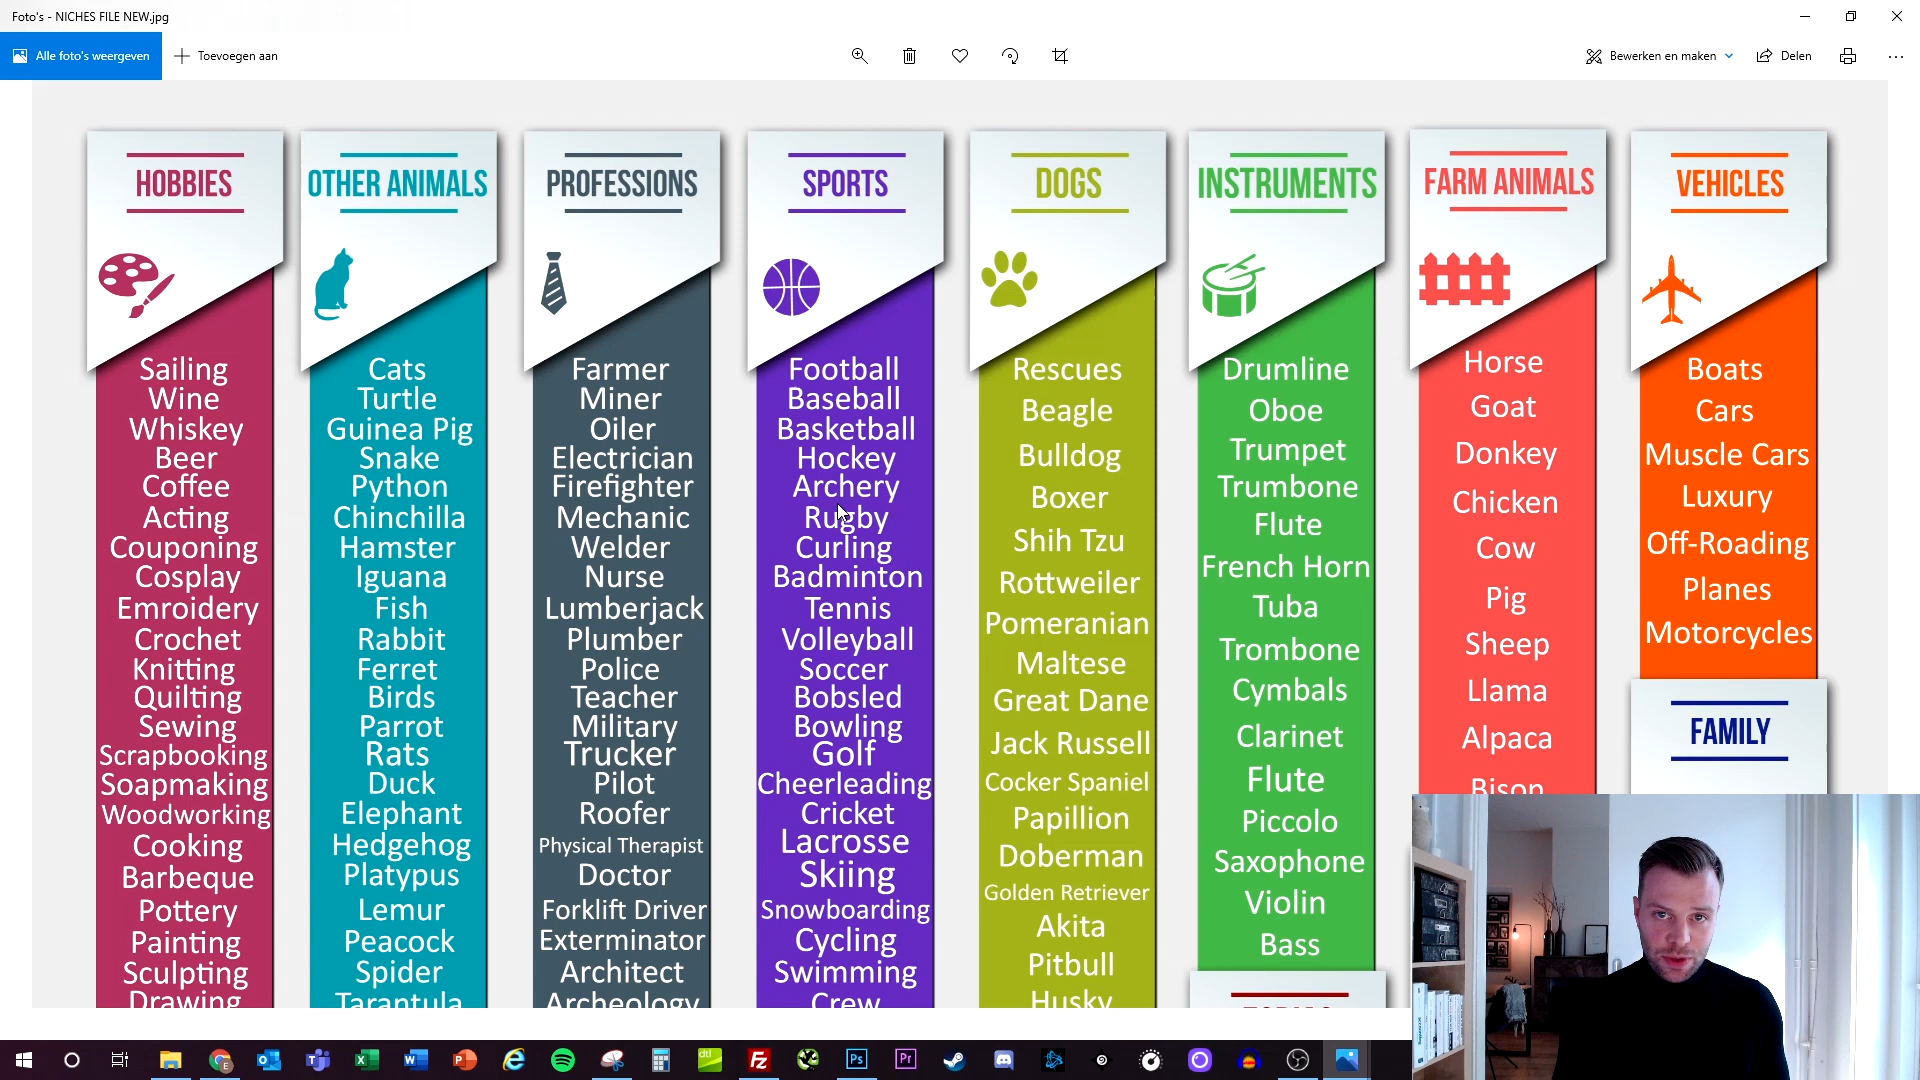 Foto's - NICHES FILE NEW.jpg
Alle foto's weergeven
Toevoegen aan
Bewerken en maken
Delen
HOBBIES
Sailing
Wine
Whiskey
Beer
Coffee
Acting
Couponing
Cosplay
Emroidery
Crochet
Knitting
Quilting
Sewing
Scrapbooking
Soapmaking
Woodworking
Cooking
Barbeque
Pottery
Painting
Sculpting
Drawing
OTHER ANIMALS
Cats
Turtle
Guinea Pig
Snake
Python
Chinchilla
Hamster
Iguana
Fish
Rabbit
Ferret
Birds
Parrot
Rats
Duck
Elephant
Hedgehog
Platypus
Lemur
Peacock
Spider
Tarantula
PROFESSIONS
Farmer
Miner
Oiler
Electrician
Firefighter
Mechanic
Welder
Nurse
Lumberjack
Plumber
Police
Teacher
Military
Trucker
Pilot
Roofer
Physical Therapist
Doctor
Forklift Driver
Exterminator
Architect
Archeology
SPORTS
Football
Baseball
Basketball
Hockey
Archery
Rugby
Curling
Badminton
Tennis
Volleyball
Soccer
Bobsled
Bowling
Golf
Cheerleading
Cricket
Lacrosse
Skiing
Snowboarding
Cycling
Swimming
Crew
DOGS
Rescues
Beagle
Bulldog
Boxer
Shih Tzu
Rottweiler
Pomeranian
Maltese
Great Dane
Jack Russell
Cocker Spaniel
Papillion
Doberman
Golden Retriever
Akita
Pitbull
Husky
INSTRUMENTS
Drumline
Oboe
Trumpet
Trumbone
Flute
French Horn
Tuba
Trombone
Cymbals
Clarinet
Flute
Piccolo
Saxophone
Violin
Bass
FARM ANIMALS
Horse
Goat
Donkey
Chicken
Cow
Pig
Sheep
Llama
Alpaca
Bison
VEHICLES
Boats
Cars
Muscle Cars
Luxury
Off-Roading
Planes
Motorcycles
FAMILY